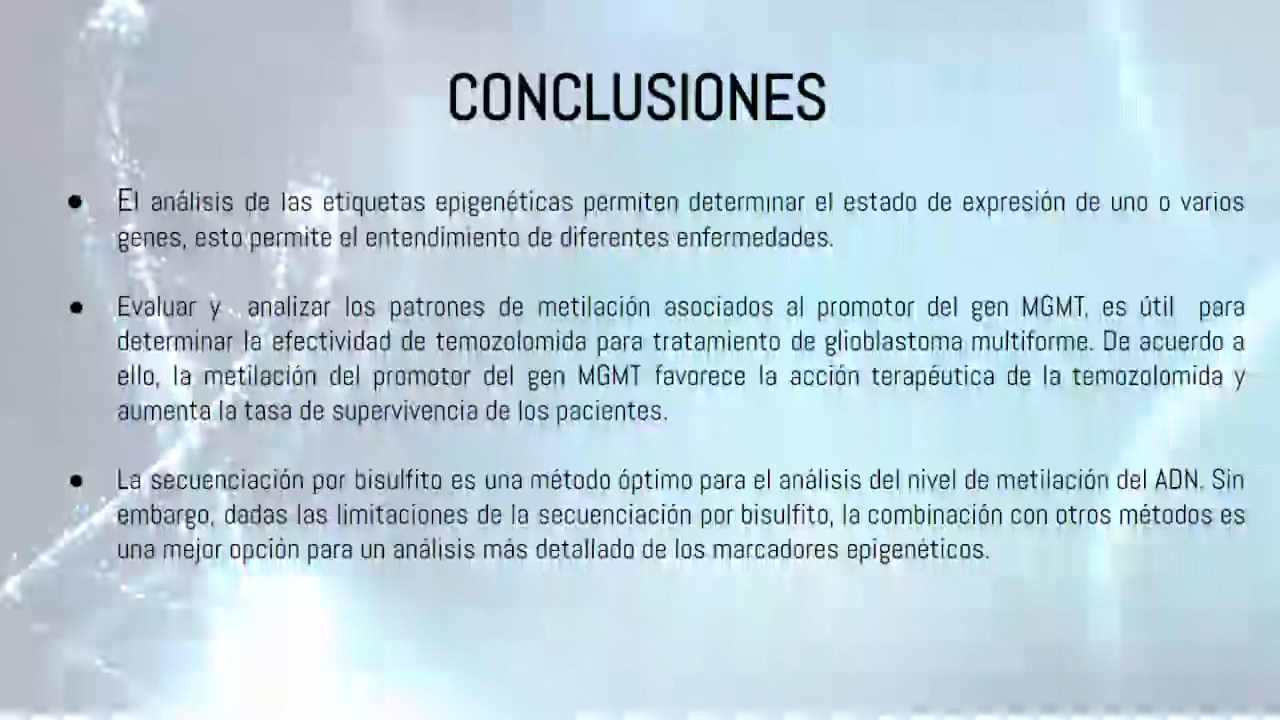 CONCLUSIONES
● El análisis de las etiquetas epigenéticas permiten determinar el estado de expresión de uno o varios
genes, esto permite el entendimiento de diferentes enfermedades.
● Evaluar y analizar los patrones de metilación asociados al promotor del gen MGMT, es útil para
determinar la efectividad de temozolomida para tratamiento de glioblastoma multiforme. De acuerdo a
ello, la metilación del promotor del gen MGMT favorece la acción terapéutica de la temozolomida y
aumenta la tasa de supervivencia de los pacientes.
● La secuenciación por bisulfito es una método óptimo para el análisis del nivel de metilación del ADN. Sin
embargo, dadas las limitaciones de la secuenciación por bisulfito, la combinación con otros métodos es
una mejor opción para un análisis más detallado de los marcadores epigenéticos.